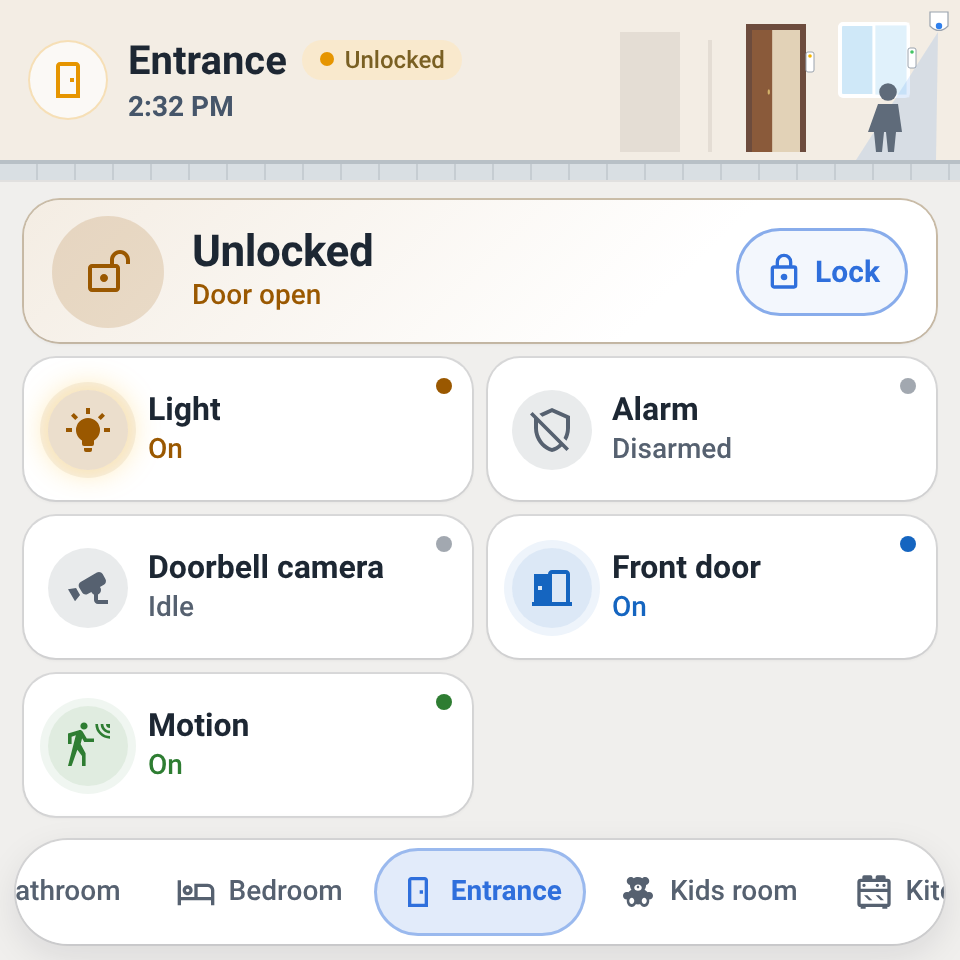 Entrance
Unlocked
2:32 PM
Unlocked
Door open
Lock
Light
On
Alarm
Disarmed
Doorbell camera
Idle
Front door
On
Motion
On
athroom
Bedroom
Entrance
Kids room
Kit